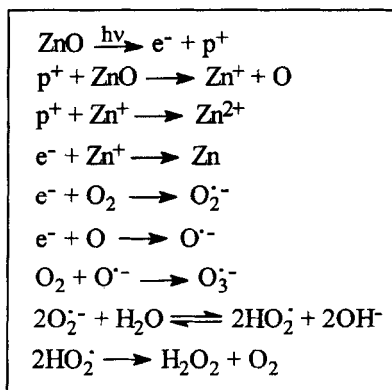 ZnO hν→ e⁻ + p⁺
p⁺ + ZnO → Zn⁺ + O
p⁺ + Zn⁺ → Zn²⁺
e⁻ + Zn⁺ → Zn
e⁻ + O₂ → O₂•⁻
e⁻ + O → O•⁻
O₂ + O•⁻ → O₃•⁻
2O₂•⁻ + H₂O ⇌ 2HO₂• + 2OH⁻
2HO₂• → H₂O₂ + O₂